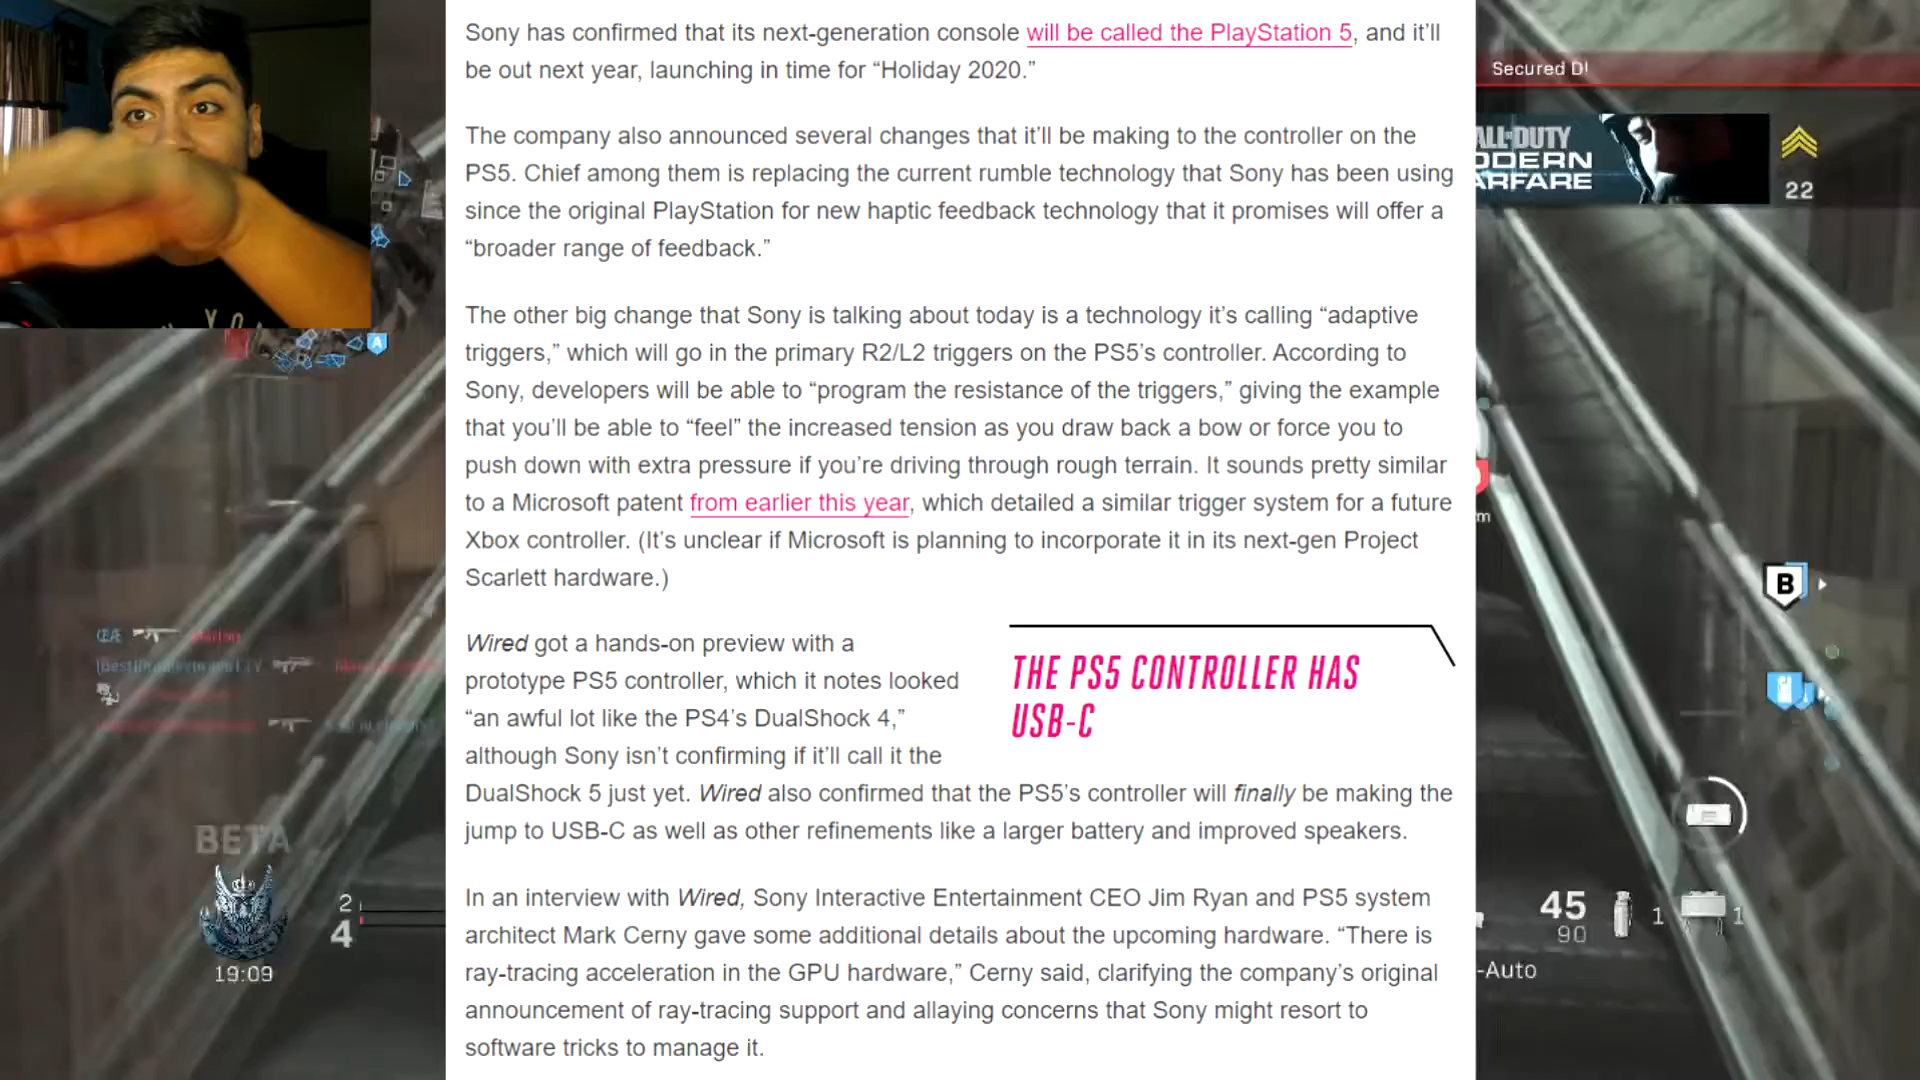 Sony has confirmed that its next-generation console will be called the PlayStation 5, and it’ll
be out next year, launching in time for “Holiday 2020.”
The company also announced several changes that it’ll be making to the controller on the
PS5. Chief among them is replacing the current rumble technology that Sony has been using
since the original PlayStation for new haptic feedback technology that it promises will offer a
“broader range of feedback.”
The other big change that Sony is talking about today is a technology it’s calling “adaptive
triggers,” which will go in the primary R2/L2 triggers on the PS5’s controller. According to
Sony, developers will be able to “program the resistance of the triggers,” giving the example
that you’ll be able to “feel” the increased tension as you draw back a bow or force you to
push down with extra pressure if you’re driving through rough terrain. It sounds pretty similar
to a Microsoft patent from earlier this year, which detailed a similar trigger system for a future
Xbox controller. (It’s unclear if Microsoft is planning to incorporate it in its next-gen Project
Scarlett hardware.)
Wired got a hands-on preview with a
prototype PS5 controller, which it notes looked
“an awful lot like the PS4’s DualShock 4,”
although Sony isn’t confirming if it’ll call it the
DualShock 5 just yet. Wired also confirmed that the PS5’s controller will finally be making the
jump to USB-C as well as other refinements like a larger battery and improved speakers.
THE PS5 CONTROLLER HAS
USB-C
In an interview with Wired, Sony Interactive Entertainment CEO Jim Ryan and PS5 system
architect Mark Cerny gave some additional details about the upcoming hardware. “There is
ray-tracing acceleration in the GPU hardware,” Cerny said, clarifying the company’s original
announcement of ray-tracing support and allaying concerns that Sony might resort to
software tricks to manage it.
Secured D!
ALL OF DUTY
ODERN
ARFARE
22
A
B
m
BETA
2
4
19:09
45
90
1
1
-Auto